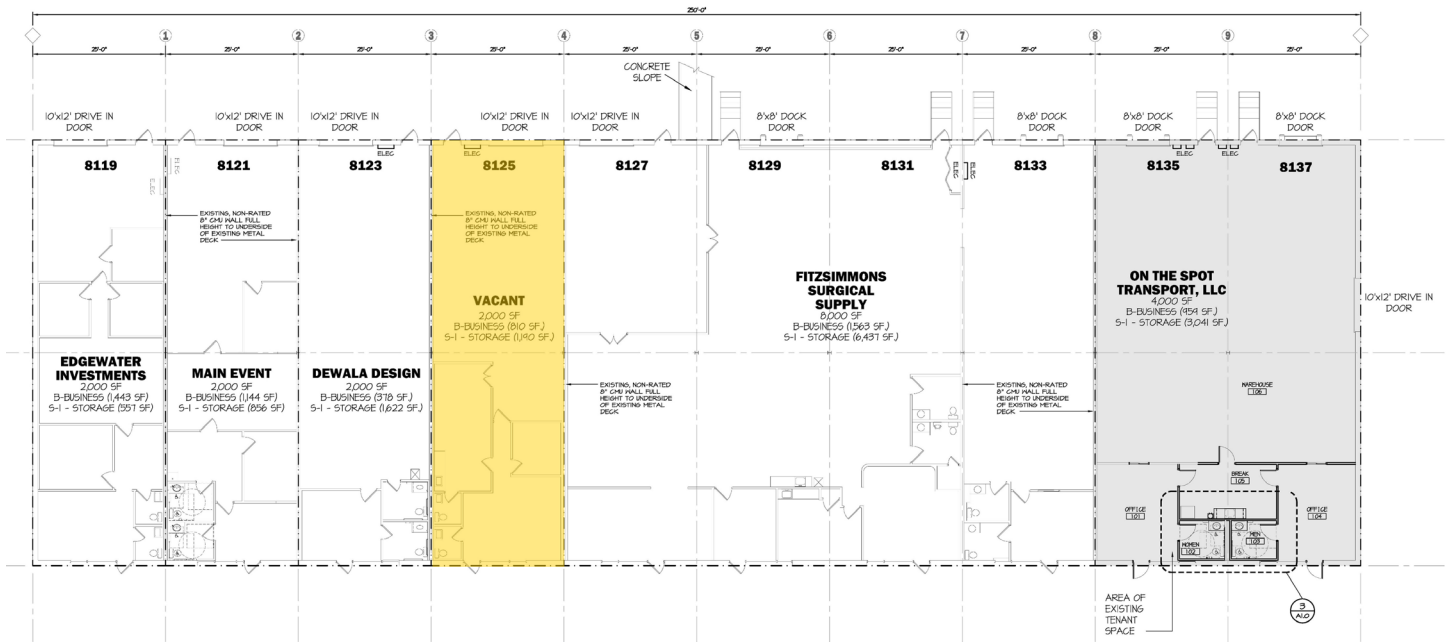 250'-0"
1
2
3
4
5
6
7
8
9
25'-0"
25'-0"
25'-0"
25'-0"
25'-0"
25'-0"
25'-0"
25'-0"
25'-0"
25'-0"
CONCRETE
SLOPE
10'x12' DRIVE IN
DOOR
10'x12' DRIVE IN
DOOR
10'x12' DRIVE IN
DOOR
10'x12' DRIVE IN
DOOR
10'x12' DRIVE IN
DOOR
8'x8' DOCK
DOOR
8'x8' DOCK
DOOR
8'x8' DOCK
DOOR
8'x8' DOCK
DOOR
ELEC
ELEC
ELEC
ELEC
ELEC
ELEC
ELEC
ELEC
8119
8121
8123
8125
8127
8129
8131
8133
8135
8137
EXISTING, NON-RATED
8" CMU WALL FULL
HEIGHT TO UNDERSIDE
OF EXISTING METAL
DECK
EXISTING, NON-RATED
8" CMU WALL FULL
HEIGHT TO UNDERSIDE
OF EXISTING METAL
DECK
VACANT
2,000 SF
B-BUSINESS (810 SF.)
S-1 - STORAGE (1,190 SF.)
FITZSIMMONS
SURGICAL
SUPPLY
8,000 SF
B-BUSINESS (1,563 SF.)
S-1 - STORAGE (6,437 SF.)
ON THE SPOT
TRANSPORT, LLC
4,000 SF
B-BUSINESS (959 SF.)
S-1 - STORAGE (3,041 SF.)
10'x12' DRIVE IN
DOOR
EDGEWATER
INVESTMENTS
2,000 SF
B-BUSINESS (1,443 SF.)
S-1 - STORAGE (557 SF.)
MAIN EVENT
2,000 SF
B-BUSINESS (1,144 SF.)
S-1 - STORAGE (856 SF.)
DEWALA DESIGN
2,000 SF
B-BUSINESS (378 SF.)
S-1 - STORAGE (1,622 SF.)
EXISTING, NON-RATED
8" CMU WALL FULL
HEIGHT TO UNDERSIDE
OF EXISTING METAL
DECK
EXISTING, NON-RATED
8" CMU WALL FULL
HEIGHT TO UNDERSIDE
OF EXISTING METAL
DECK
WAREHOUSE
106
BREAK
105
OFFICE
101
OFFICE
104
WOMEN
102
MEN
103
AREA OF
EXISTING
TENANT
SPACE
3
A1.0